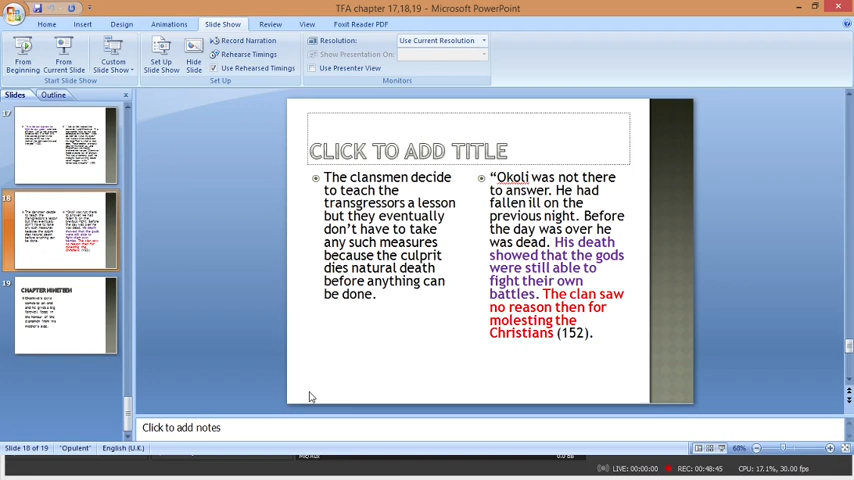 TFA chapter 17,18,19 - Microsoft PowerPoint
Home
Insert
Design
Animations
Slide Show
Review
View
Foxit Reader PDF
From Beginning
From Current Slide
Custom Slide Show
Start Slide Show
Set Up Slide Show
Hide Slide
Record Narration
Rehearse Timings
Use Rehearsed Timings
Set Up
Resolution:
Use Current Resolution
Show Presentation On:
Use Presenter View
Monitors
Slides
Outline
17
18
19
CHAPTER NINETEEN
CLICK TO ADD TITLE
The clansmen decide
to teach the
transgressors a lesson
but they eventually
don't have to take
any such measures
because the culprit
dies natural death
before anything can
be done.
"Okoli was not there
to answer. He had
fallen ill on the
previous night. Before
the day was over he
was dead. His death
showed that the gods
were still able to
fight their own
battles. The clan saw
no reason then for
molesting the
Christians (152).
Click to add notes
Slide 18 of 19
"Opulent"
English (U.K.)
68%
Mic/Aux
0.0 dB
LIVE: 00:00:00
REC: 00:48:45
CPU: 17.1%, 30.00 fps